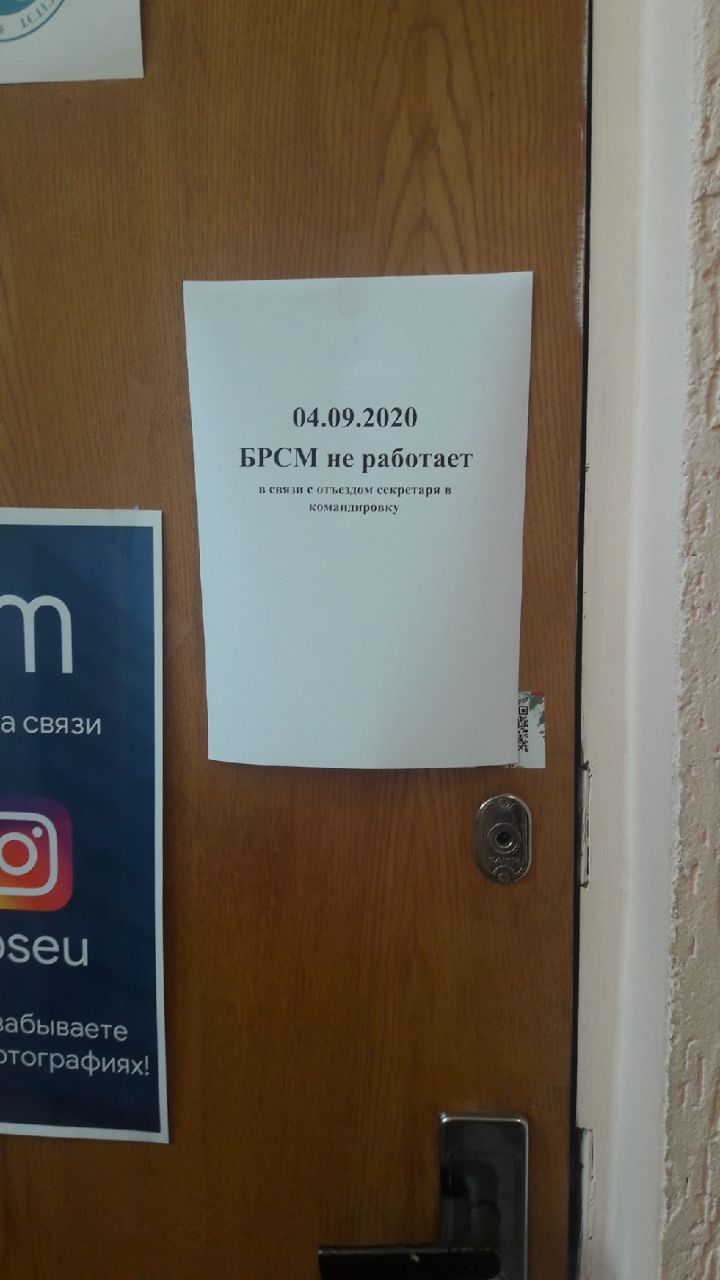 04.09.2020
БРСМ не работает
в связи с отъездом секретаря в
командировку
m
а связи
oseu
забываете
отографиях!